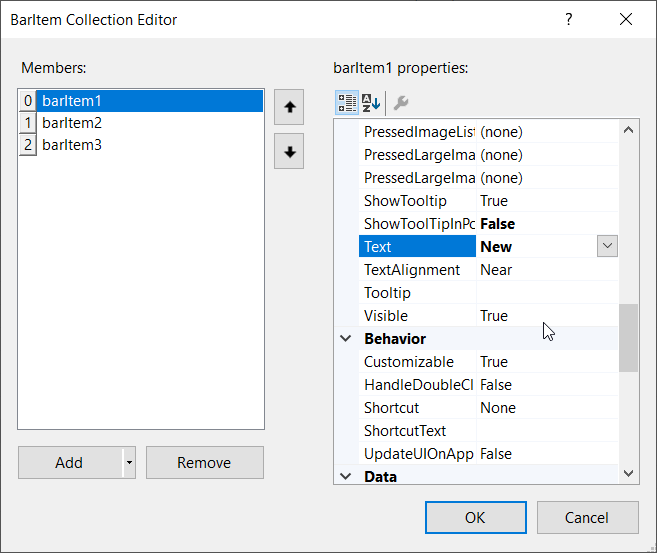 BarItem Collection Editor
?
Members:
0 barItem1
1 barItem2
2 barItem3
Add
Remove
barItem1 properties:
A
Z
PressedImageList (none)
PressedLargeIma (none)
PressedLargeIma (none)
ShowTooltip True
ShowToolTipInPo False
Text New
TextAlignment Near
Tooltip
Visible True
Behavior
Customizable True
HandleDoubleCl False
Shortcut None
ShortcutText
UpdateUIOnApp False
Data
OK
Cancel